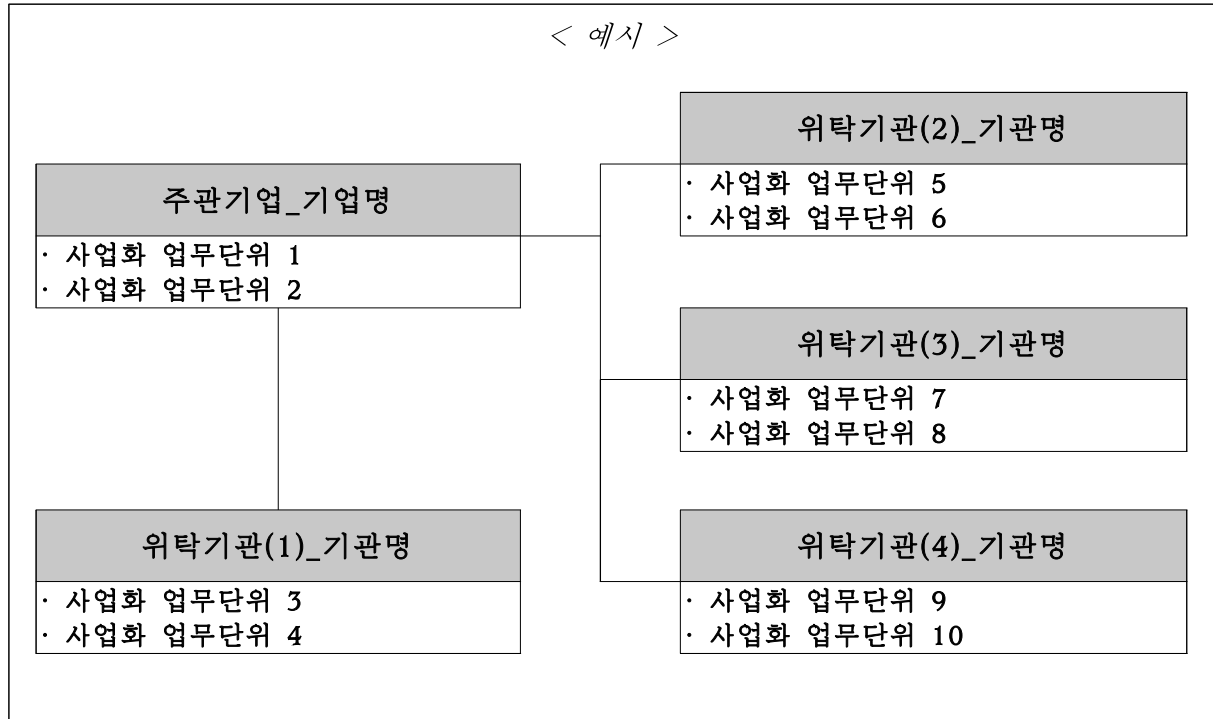 < 예시 >
주관기업_기업명
· 사업화 업무단위 1
· 사업화 업무단위 2
위탁기관(1)_기관명
· 사업화 업무단위 3
· 사업화 업무단위 4
위탁기관(2)_기관명
· 사업화 업무단위 5
· 사업화 업무단위 6
위탁기관(3)_기관명
· 사업화 업무단위 7
· 사업화 업무단위 8
위탁기관(4)_기관명
· 사업화 업무단위 9
· 사업화 업무단위 10